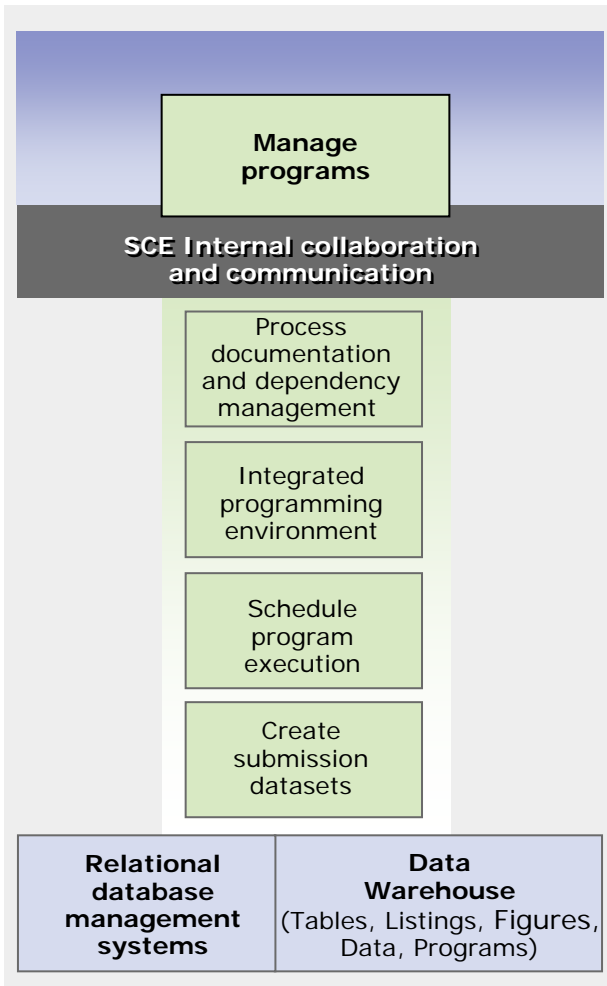 Manage
programs
SCE Internal collaboration
and communication
Process
documentation
and dependency
management
Integrated
programming
environment
Schedule
program
execution
Create
submission
datasets
Relational
database
management
systems
Data
Warehouse
(Tables, Listings, Figures,
Data, Programs)